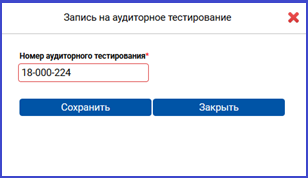 Запись на аудиторное тестирование
Номер аудиторного тестирования*
18-000-224
Сохранить
Закрыть